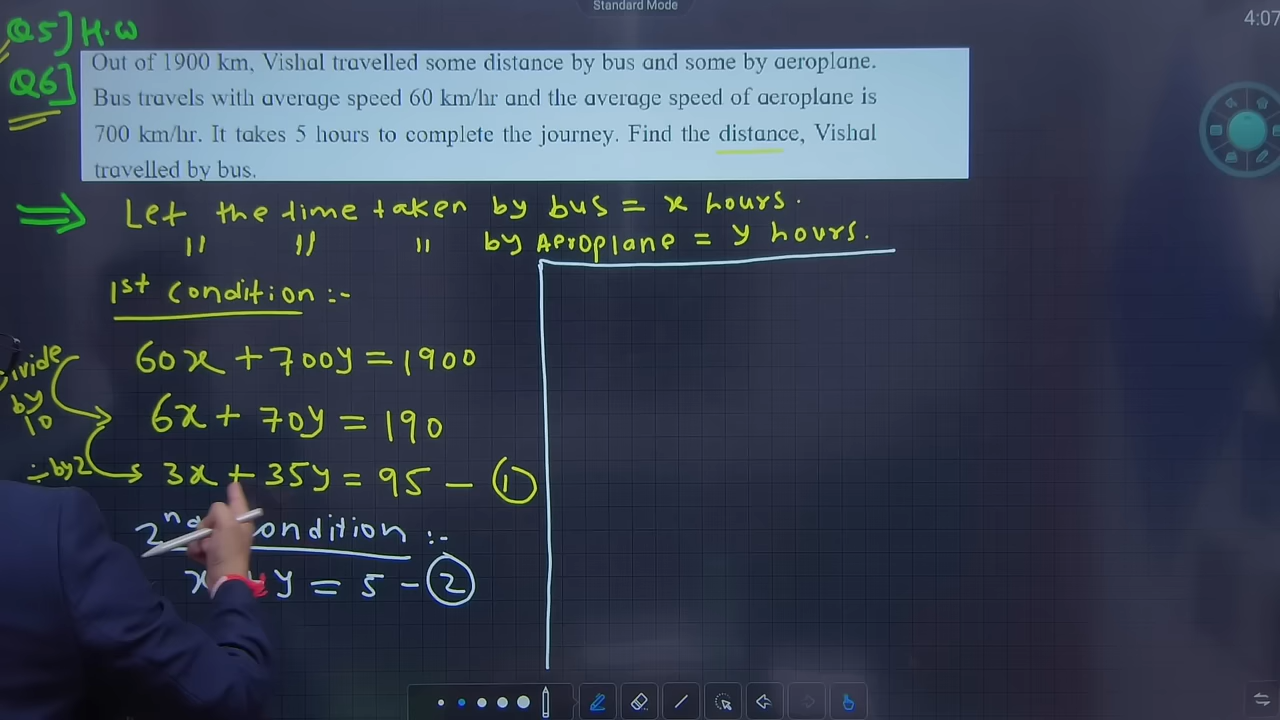 Standard Mode
4:07
Q5] H.W
Q6]
Out of 1900 km, Vishal travelled some distance by bus and some by aeroplane.
Bus travels with average speed 60 km/hr and the average speed of aeroplane is
700 km/hr. It takes 5 hours to complete the journey. Find the distance, Vishal
travelled by bus.
⇒ Let the time taken by bus = x hours.
〃 〃 〃 by Aeroplane = y hours.
1st Condition :-
60x + 700y = 1900
by
10
6x + 70y = 190
÷by2
3x + 35y = 95 — ①
:-
x y = 5 - ②